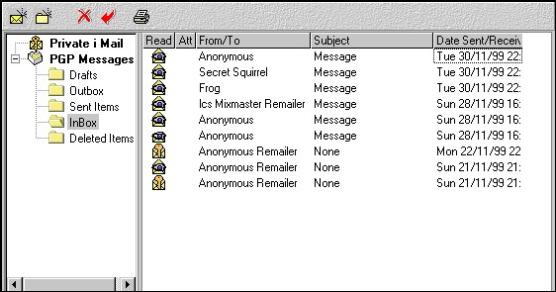 Private i Mail
PGP Messages
Drafts
Outbox
Sent Items
InBox
Deleted Items
Read Att From/To Subject Date Sent/Receiv
Anonymous Message Tue 30/11/99 22:
Secret Squirrel Message Tue 30/11/99 22:
Frog Message Tue 30/11/99 22:
Ics Mixmaster Remailer Message Sun 28/11/99 16:
Anonymous Message Sun 28/11/99 16:
Anonymous Message Sun 28/11/99 16:
Anonymous Remailer None Mon 22/11/99 22
Anonymous Remailer None Sun 21/11/99 21:
Anonymous Remailer None Sun 21/11/99 21: